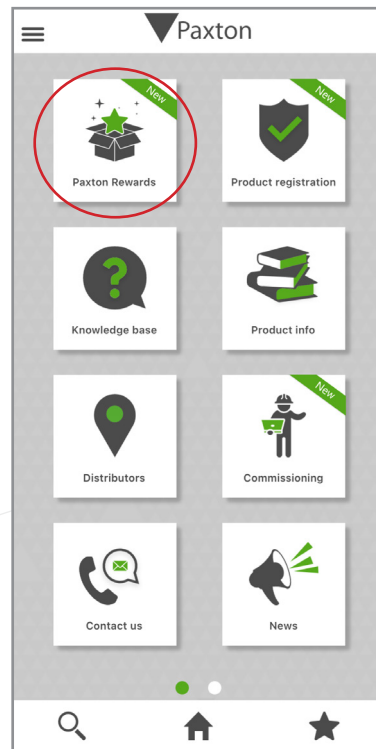 Paxton
New
New
Paxton Rewards
Product registration
Knowledge base
Product info
New
Distributors
Commissioning
Contact us
News